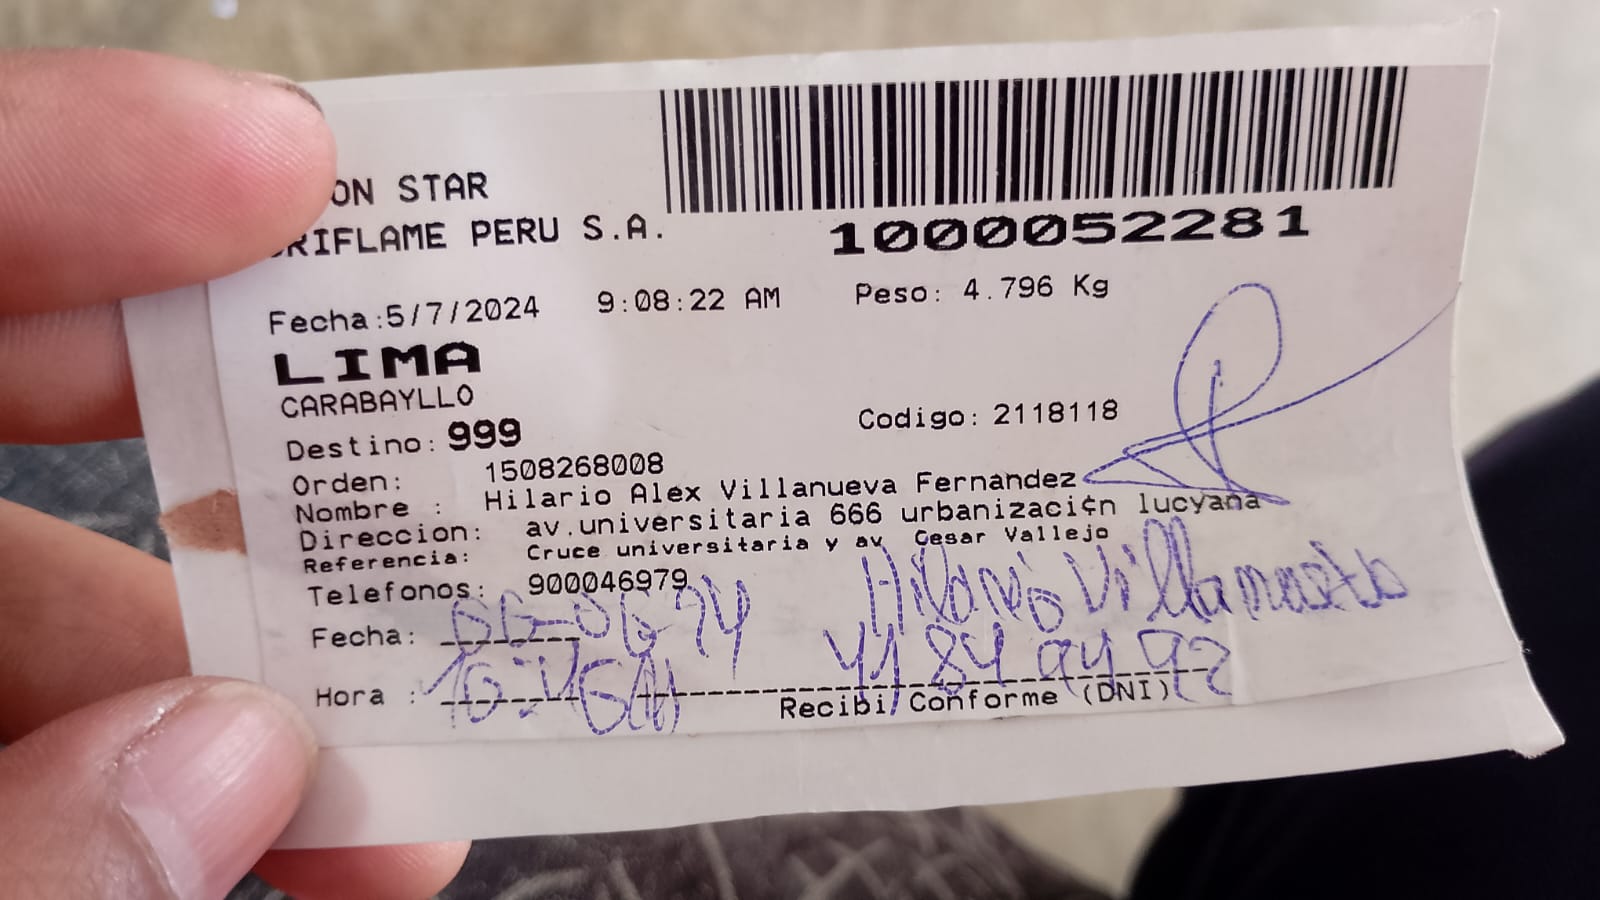 ON STAR
RIFLAME PERU S.A.
1000052281
Fecha:5/7/2024 9:08:22 AM Peso: 4.796 Kg
LIMA
CARABAYLLO
Destino: 999 Codigo: 2118118
Orden: 1508268008
Nombre : Hilario Alex Villanueva Fernandez
Direccion: av.universitaria 666 urbanizaci¢n lucyana
Referencia: Cruce universitaria y av Cesar Vallejo
Telefonos: 900046979
Hilario
Fecha:
Hora :
Recibi Conforme (DNI)